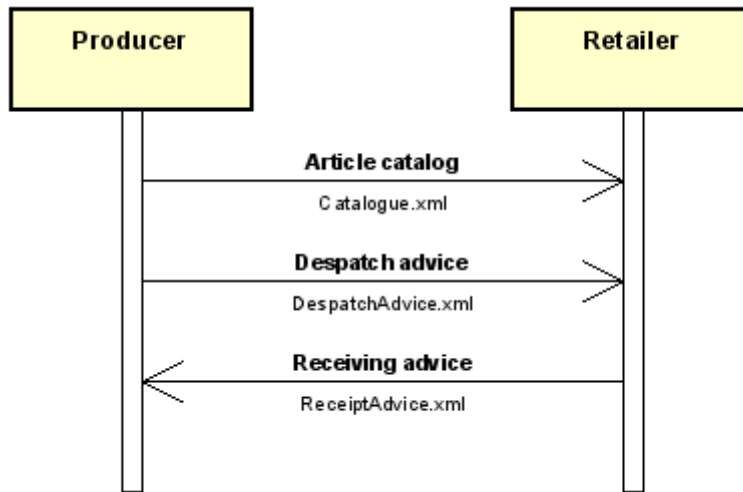 Producer
Retailer
Article catalog
Catalogue.xml
Despatch advice
DespatchAdvice.xml
Receiving advice
ReceiptAdvice.xml